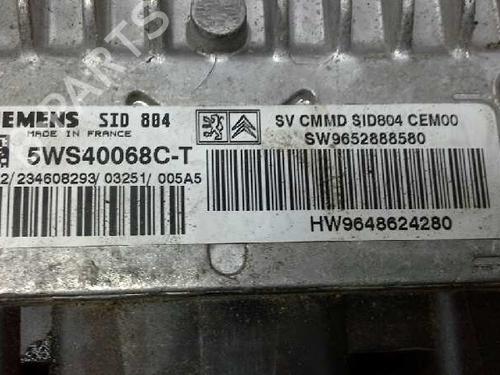 EMENS SID 804
MADE IN FRANCE
5WS40068C-T
2/234608293/03251/ 005A5
SV CMMD SID804 CEM00
SW9652888580
HW9648624280